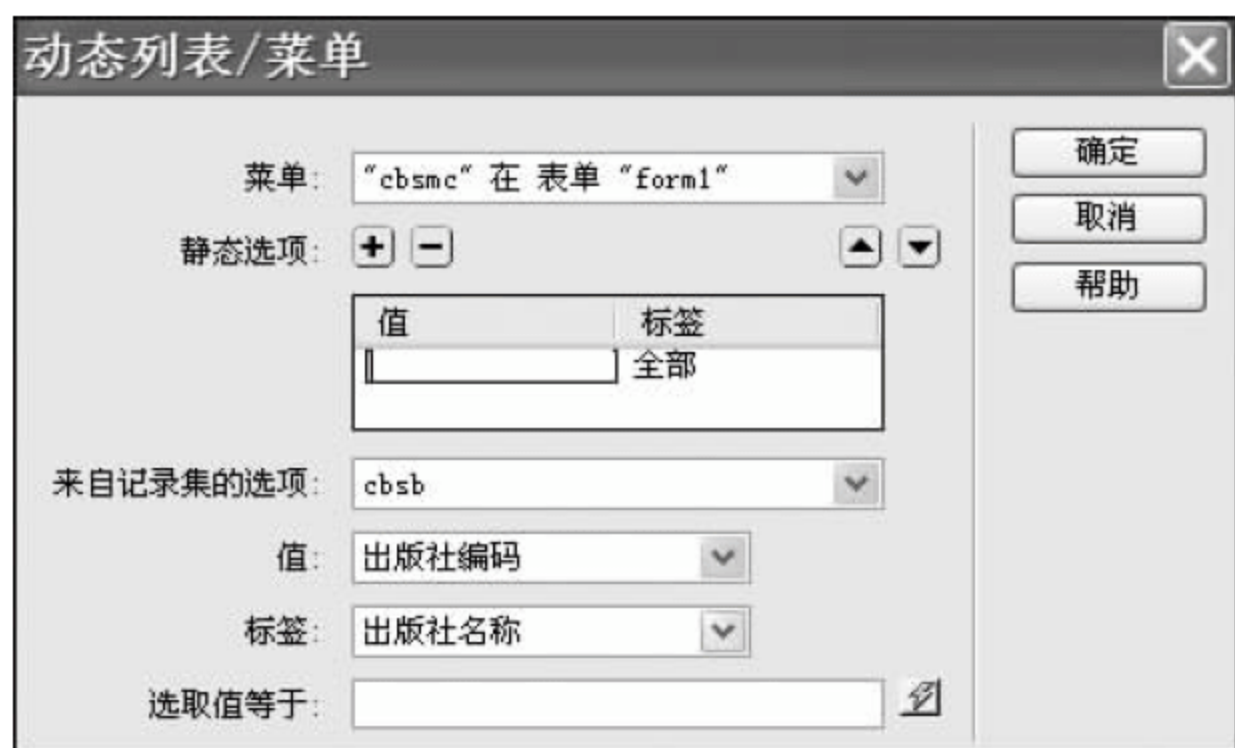 动态列表/菜单
菜单: "cbsmc" 在 表单 "form1"
确定
静态选项:
取消
帮助
值 标签
全部
来自记录集的选项: cbsb
值: 出版社编码
标签: 出版社名称
选取值等于: